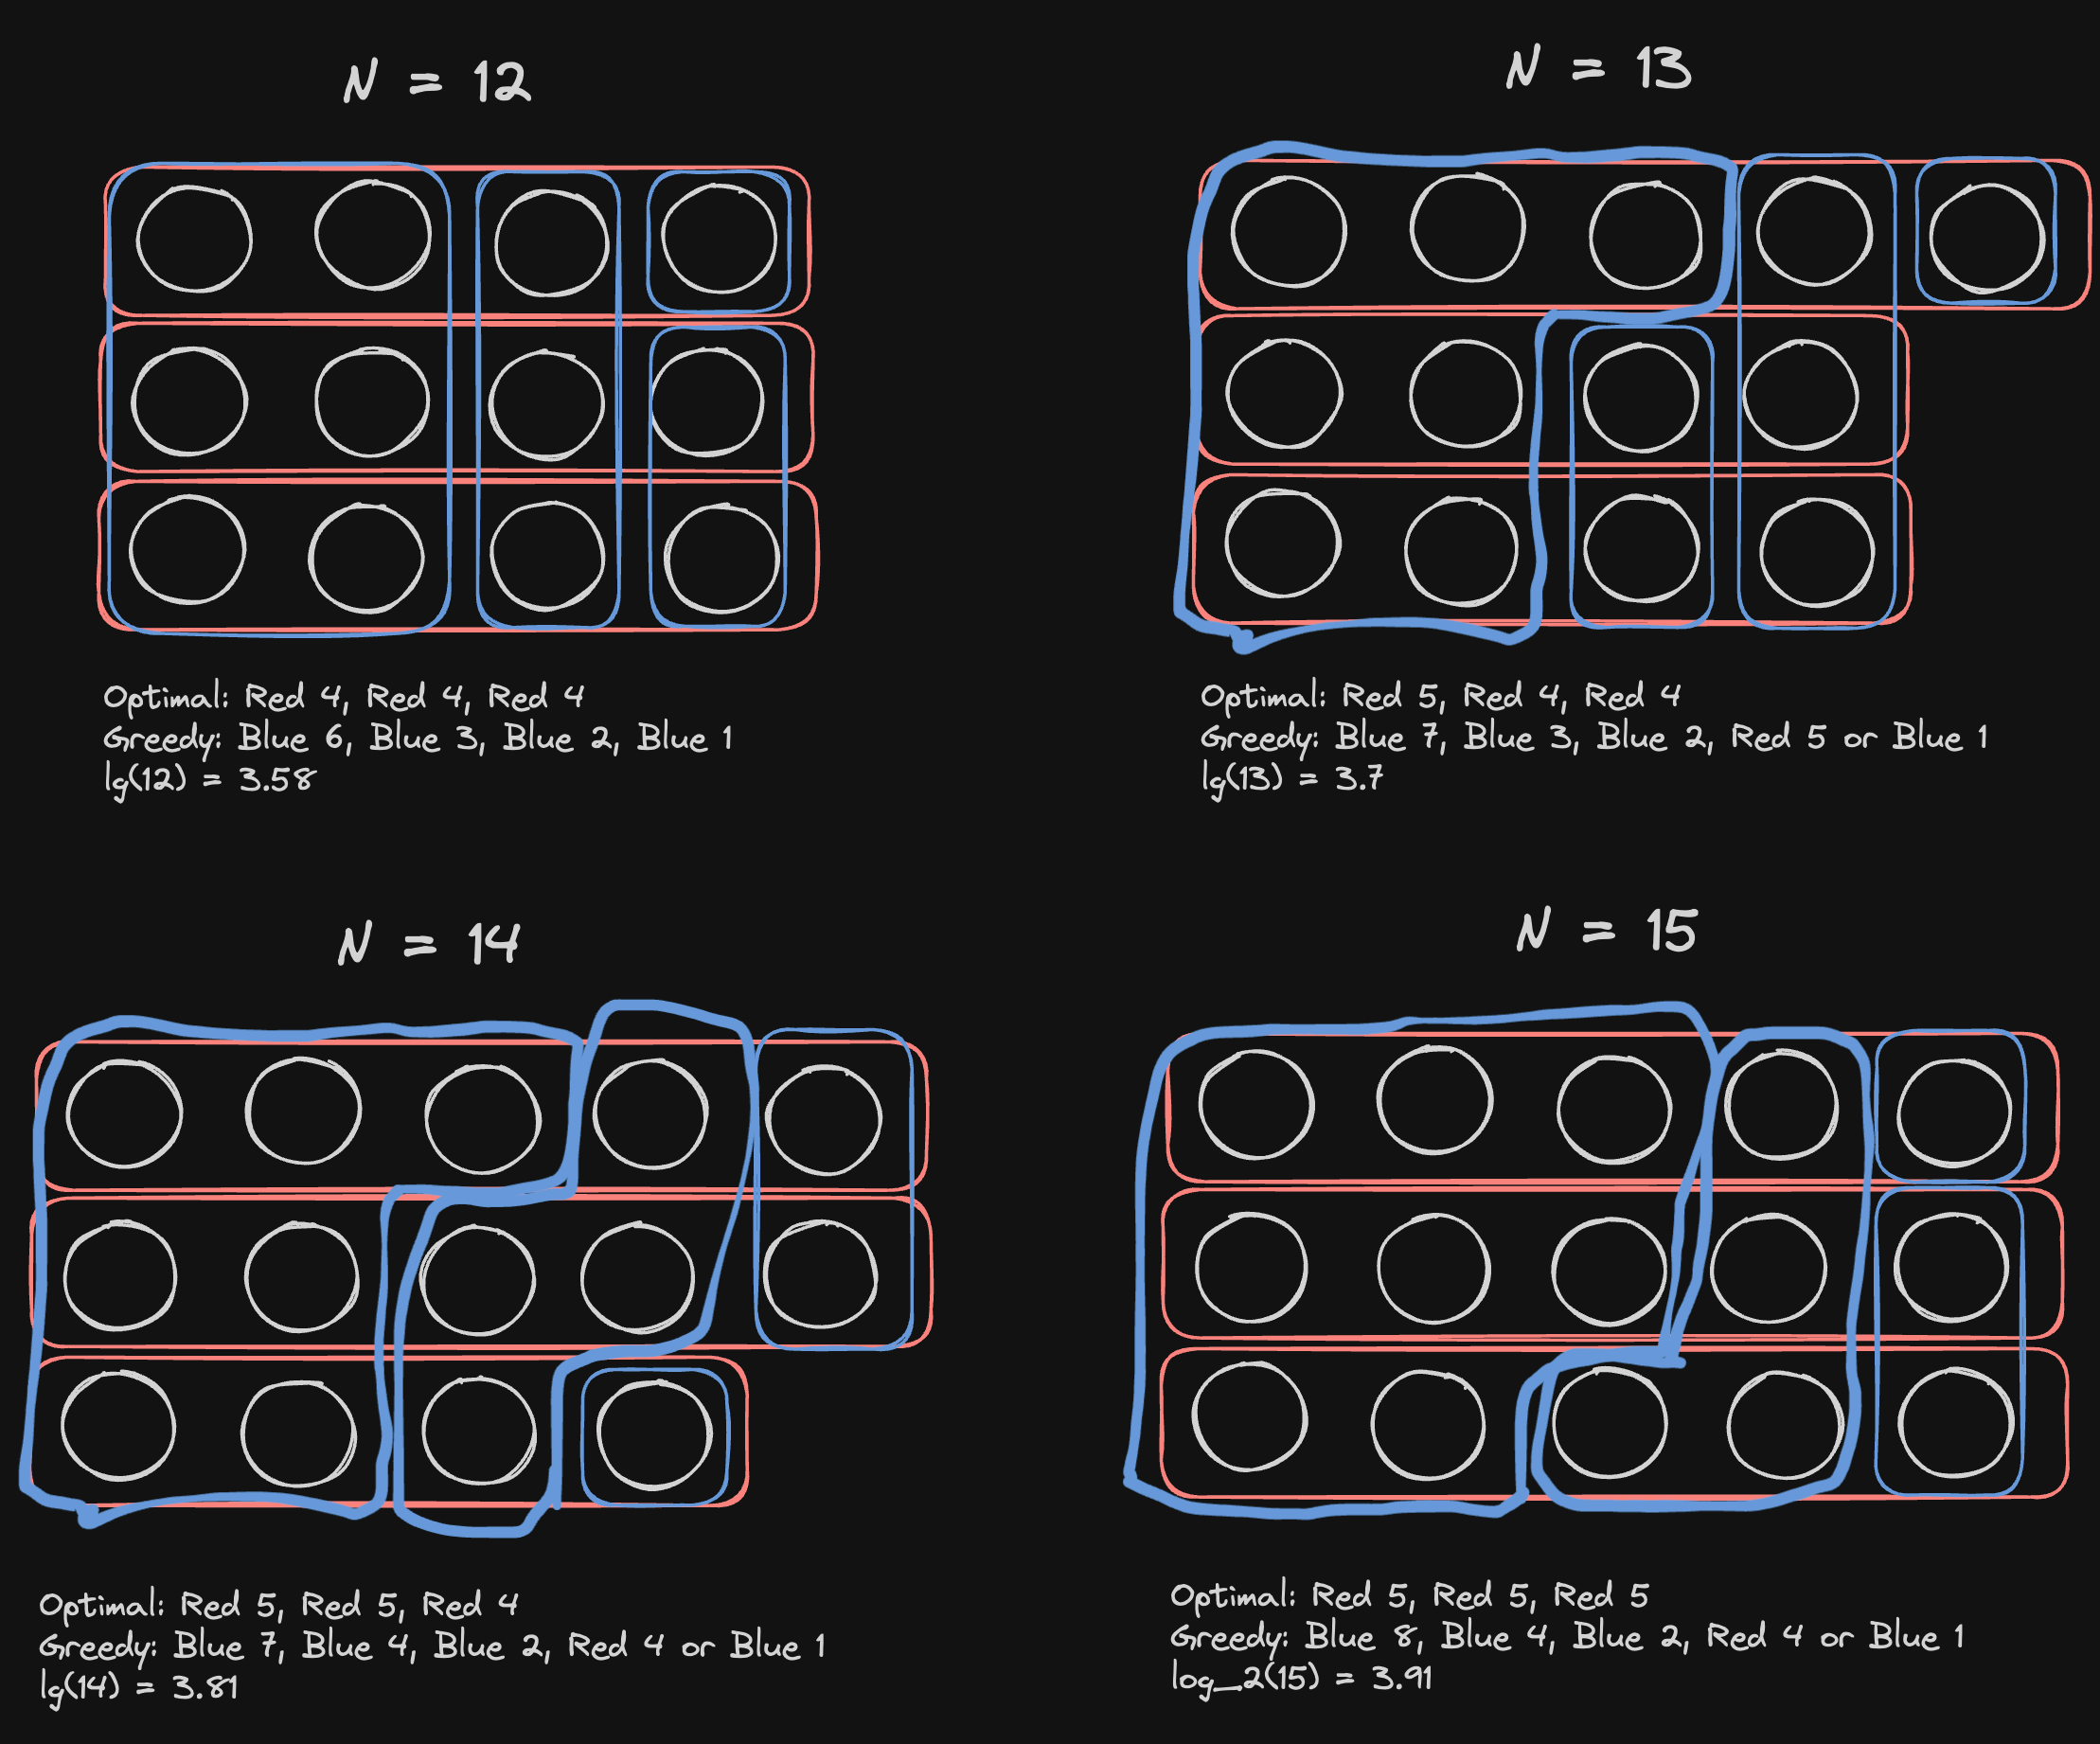 N = 12
Optimal: Red 4, Red 4, Red 4
Greedy: Blue 6, Blue 3, Blue 2, Blue 1
lg(12) = 3.58
N = 13
Optimal: Red 5, Red 4, Red 4
Greedy: Blue 7, Blue 3, Blue 2, Red 5 or Blue 1
lg(13) = 3.7
N = 14
Optimal: Red 5, Red 5, Red 4
Greedy: Blue 7, Blue 4, Blue 2, Red 4 or Blue 1
lg(14) = 3.81
N = 15
Optimal: Red 5, Red 5, Red 5
Greedy: Blue 8, Blue 4, Blue 2, Red 4 or Blue 1
log_2(15) = 3.91